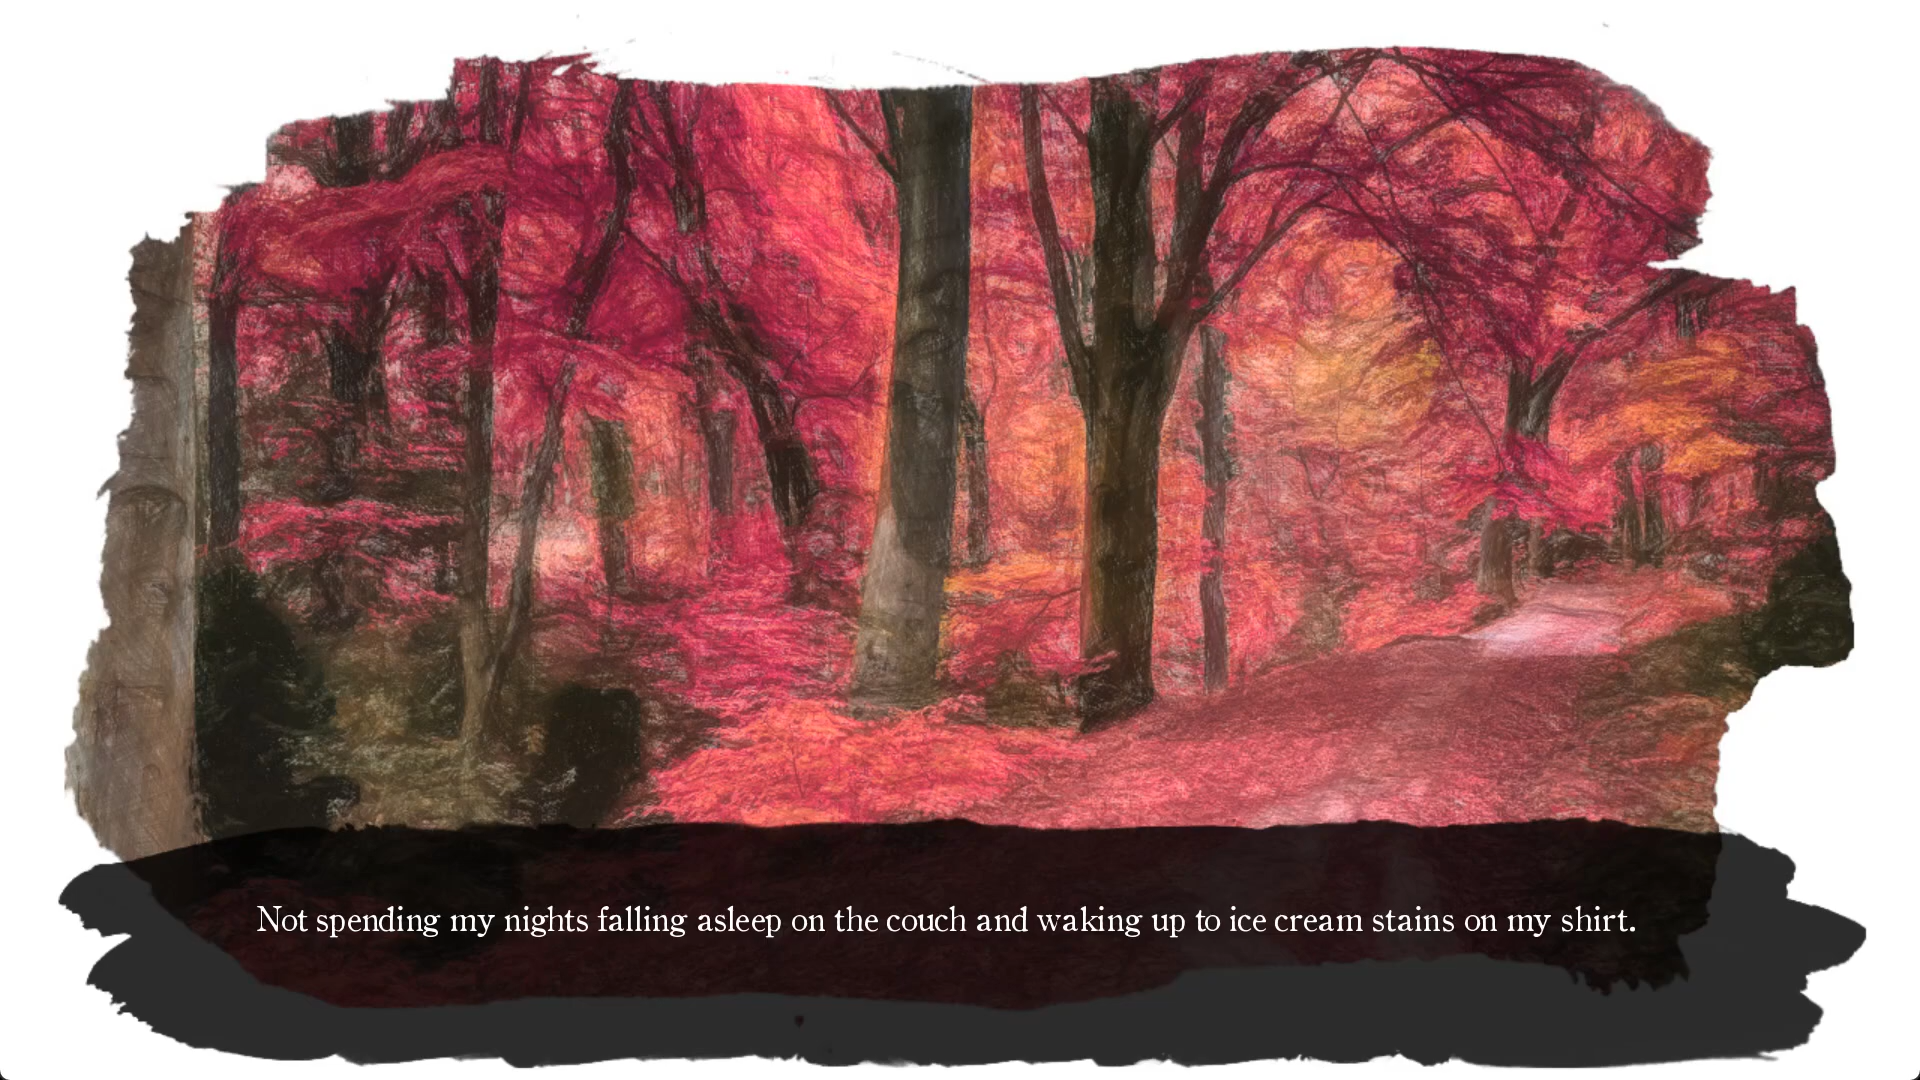 Not spending my nights falling asleep on the couch and waking up to ice cream stains on my shirt.